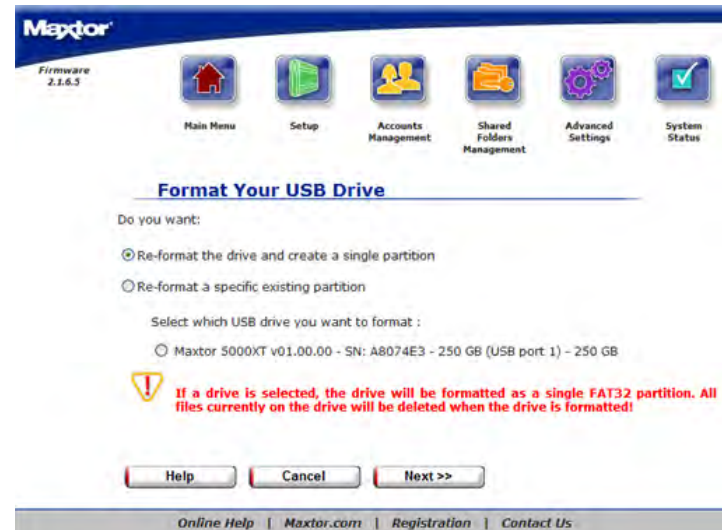 Maxtor
Firmware
2.1.6.5
Main Menu
Setup
Accounts
Management
Shared
Folders
Management
Advanced
Settings
System
Status
Format Your USB Drive
Do you want:
Re-format the drive and create a single partition
Re-format a specific existing partition
Select which USB drive you want to format :
Maxtor 5000XT v01.00.00 - SN: A8074E3 - 250 GB (USB port 1) - 250 GB
If a drive is selected, the drive will be formatted as a single FAT32 partition. All
files currently on the drive will be deleted when the drive is formatted!
Help
Cancel
Next >>
Online Help | Maxtor.com | Registration | Contact Us